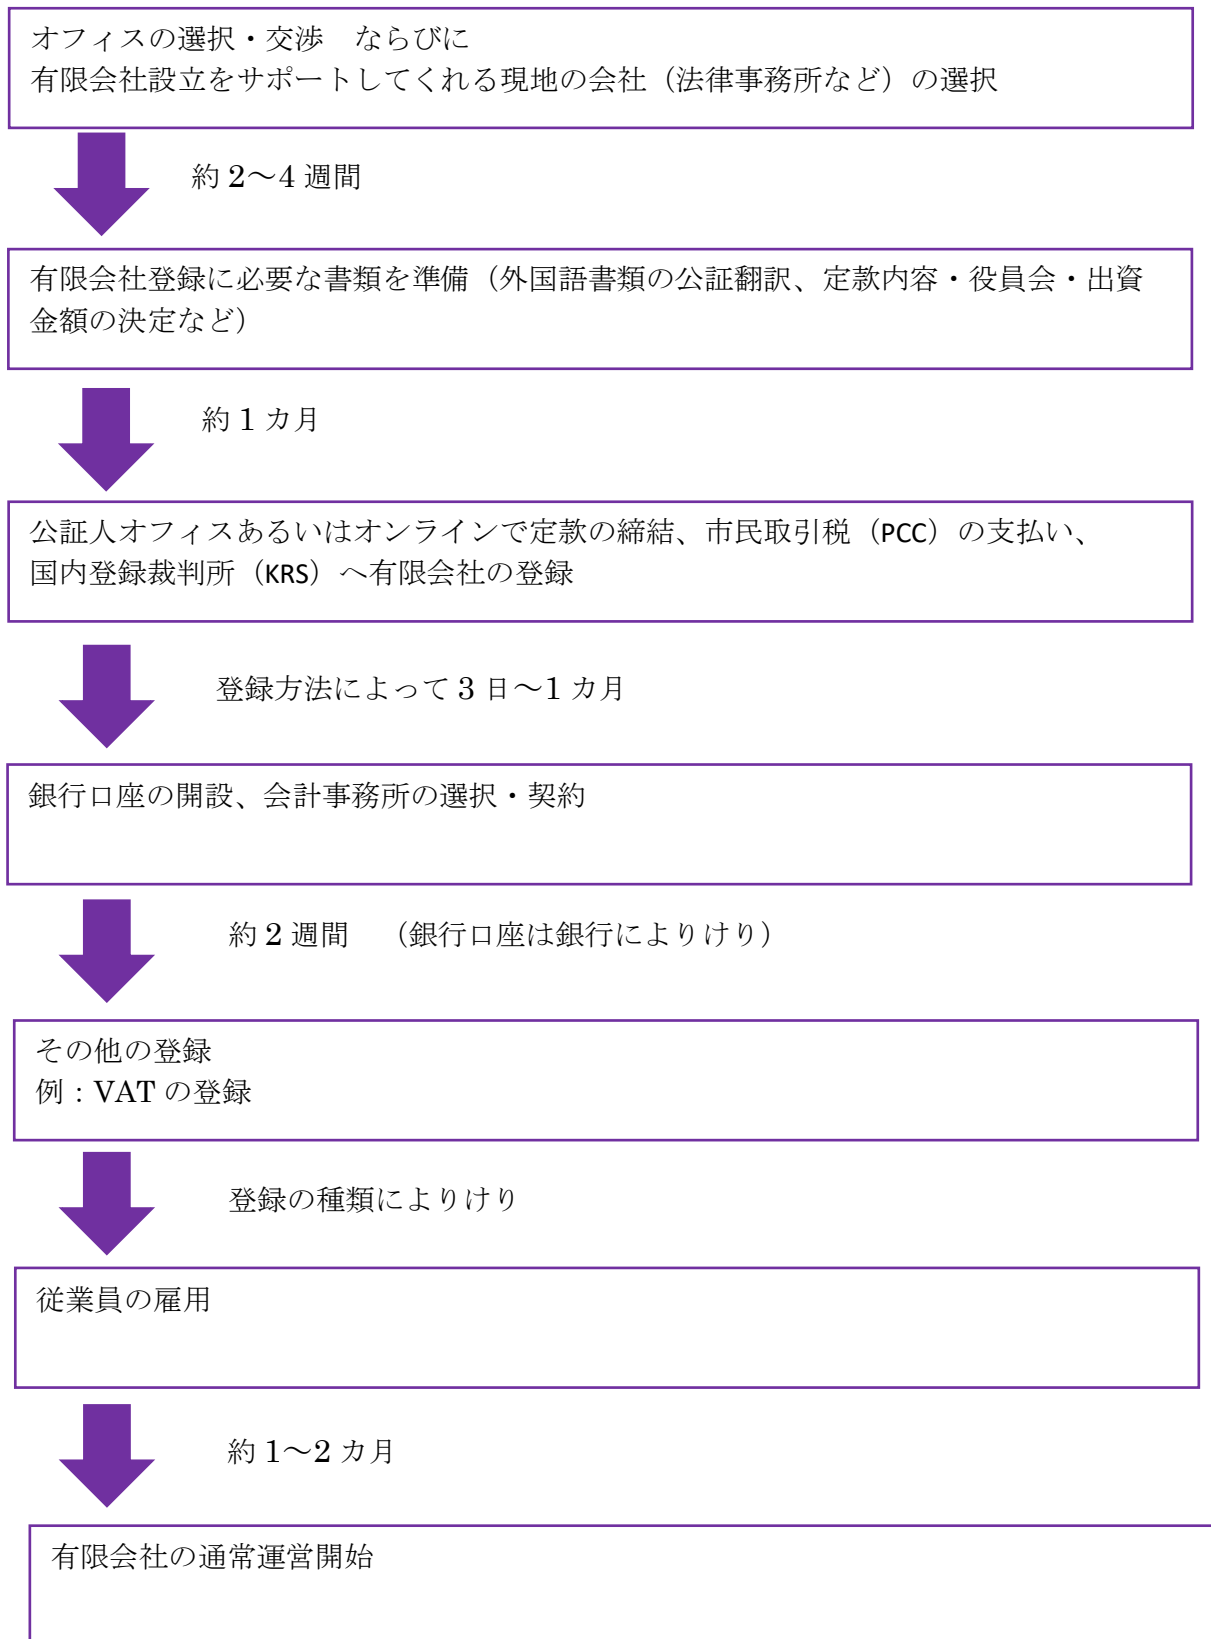 オフィスの選択・交渉　ならびに
有限会社設立をサポートしてくれる現地の会社（法律事務所など）の選択
約 2～4 週間
有限会社登録に必要な書類を準備（外国語書類の公証翻訳、定款内容・役員会・出資
金額の決定など）
約 1 カ月
公証人オフィスあるいはオンラインで定款の締結、市民取引税（PCC）の支払い、
国内登録裁判所（KRS）へ有限会社の登録
登録方法によって 3 日～1 カ月
銀行口座の開設、会計事務所の選択・契約
約 2 週間　（銀行口座は銀行によりけり）
その他の登録
例：VAT の登録
登録の種類によりけり
従業員の雇用
約 1～2 カ月
有限会社の通常運営開始